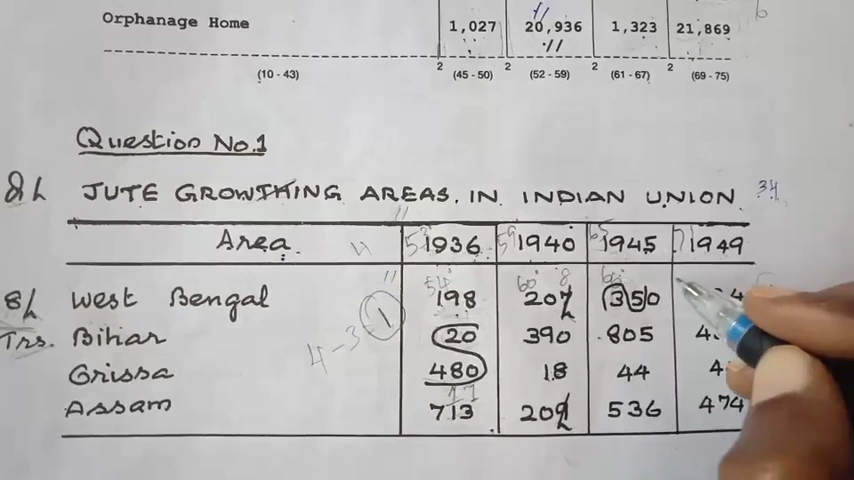 Orphanage Home 1,027 20,936 1,323 21,869
2 2 2 2
(10 - 43) (45 - 50) (52 - 59) (61 - 67) (69 - 75)
Question No.1
JUTE GROWTHING AREAS. IN INDIAN UNION. 34
Area 1936 1940 1945 1949
West Bengal 198 207 350
Trs. Bihar 20 390 805
Orissa 480 18 44
4-3-1
Assam 713 209 536 474